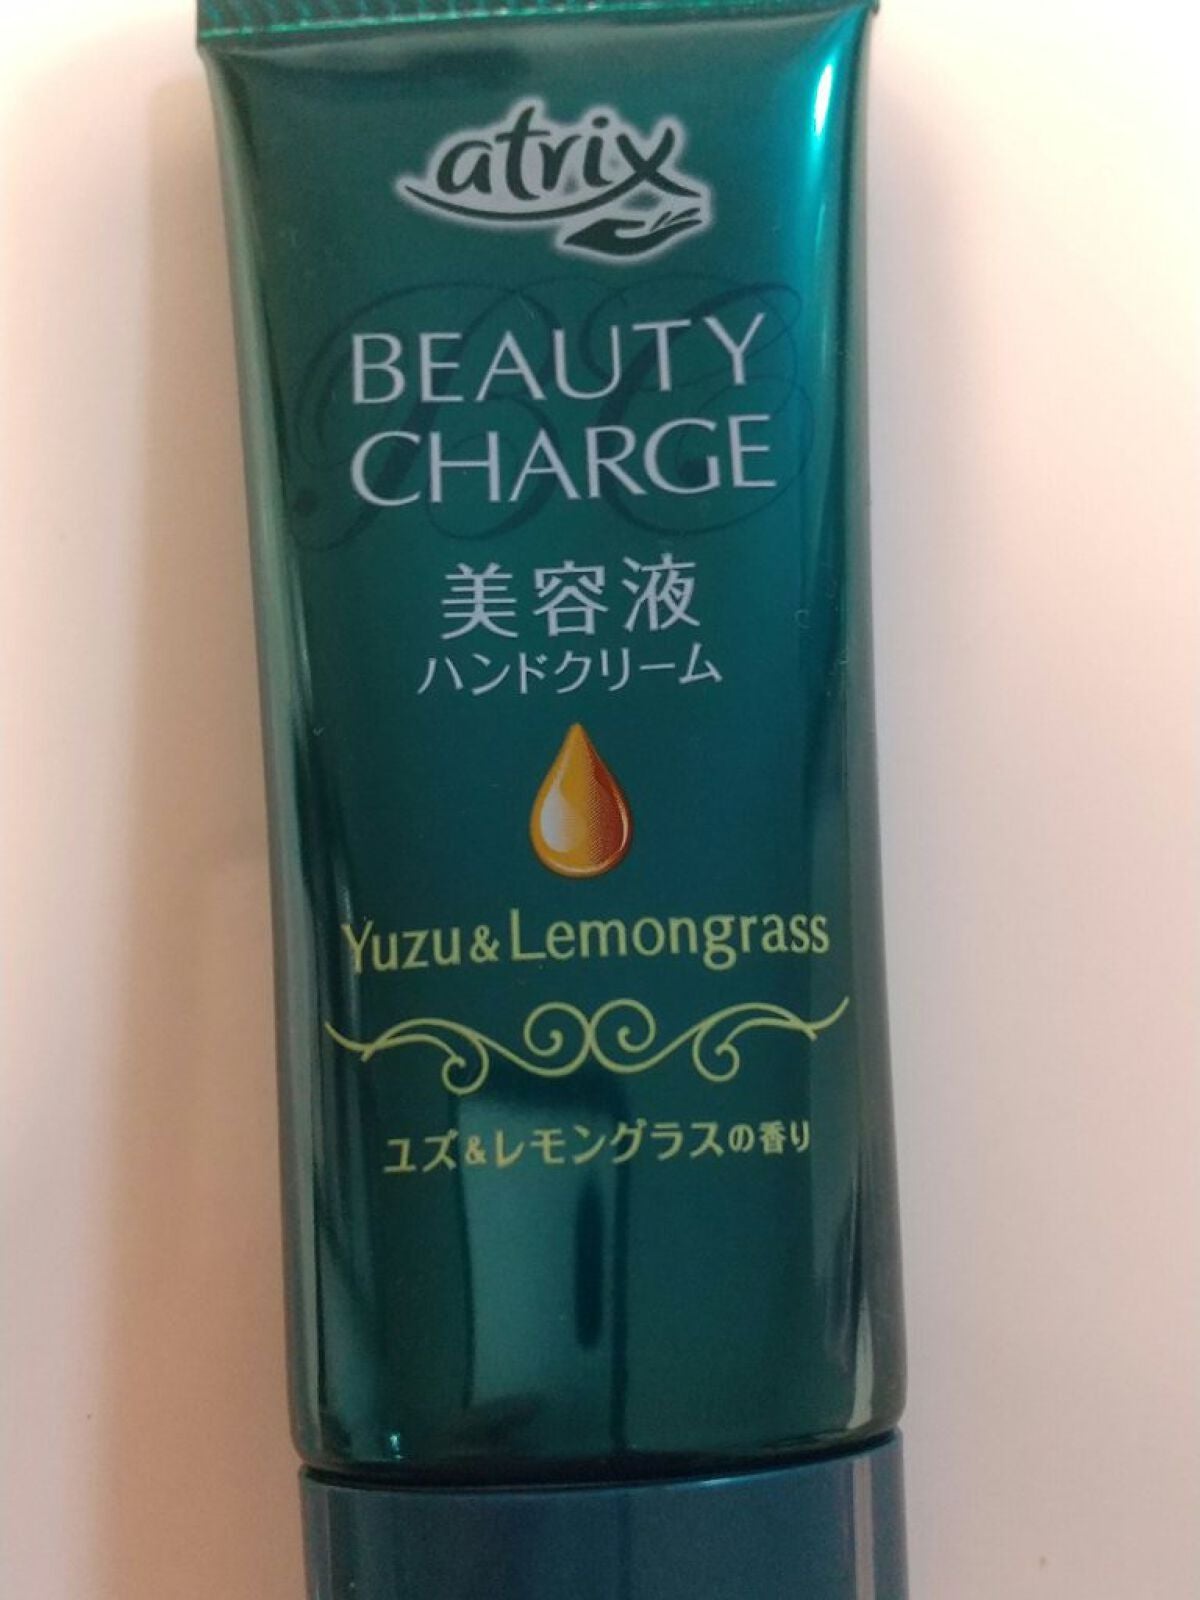 atrix
BEAUTY
CHARGE
美容液
ハンドクリーム
Yuzu & Lemongrass
ユズ&レモングラスの香り